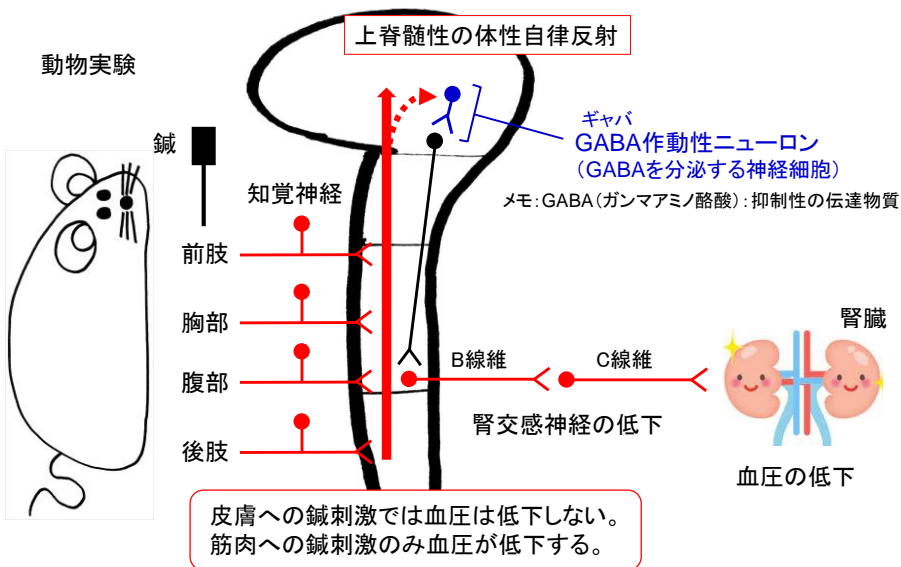 上脊髄性の体性自律反射
動物実験
ギャバ
GABA作動性ニューロン
(GABAを分泌する神経細胞)
メモ:GABA(ガンマアミノ酪酸):抑制性の伝達物質
鍼
知覚神経
前肢
胸部
腹部
後肢
B線維
C線維
腎交感神経の低下
腎臓
血圧の低下
皮膚への鍼刺激では血圧は低下しない。
筋肉への鍼刺激のみ血圧が低下する。